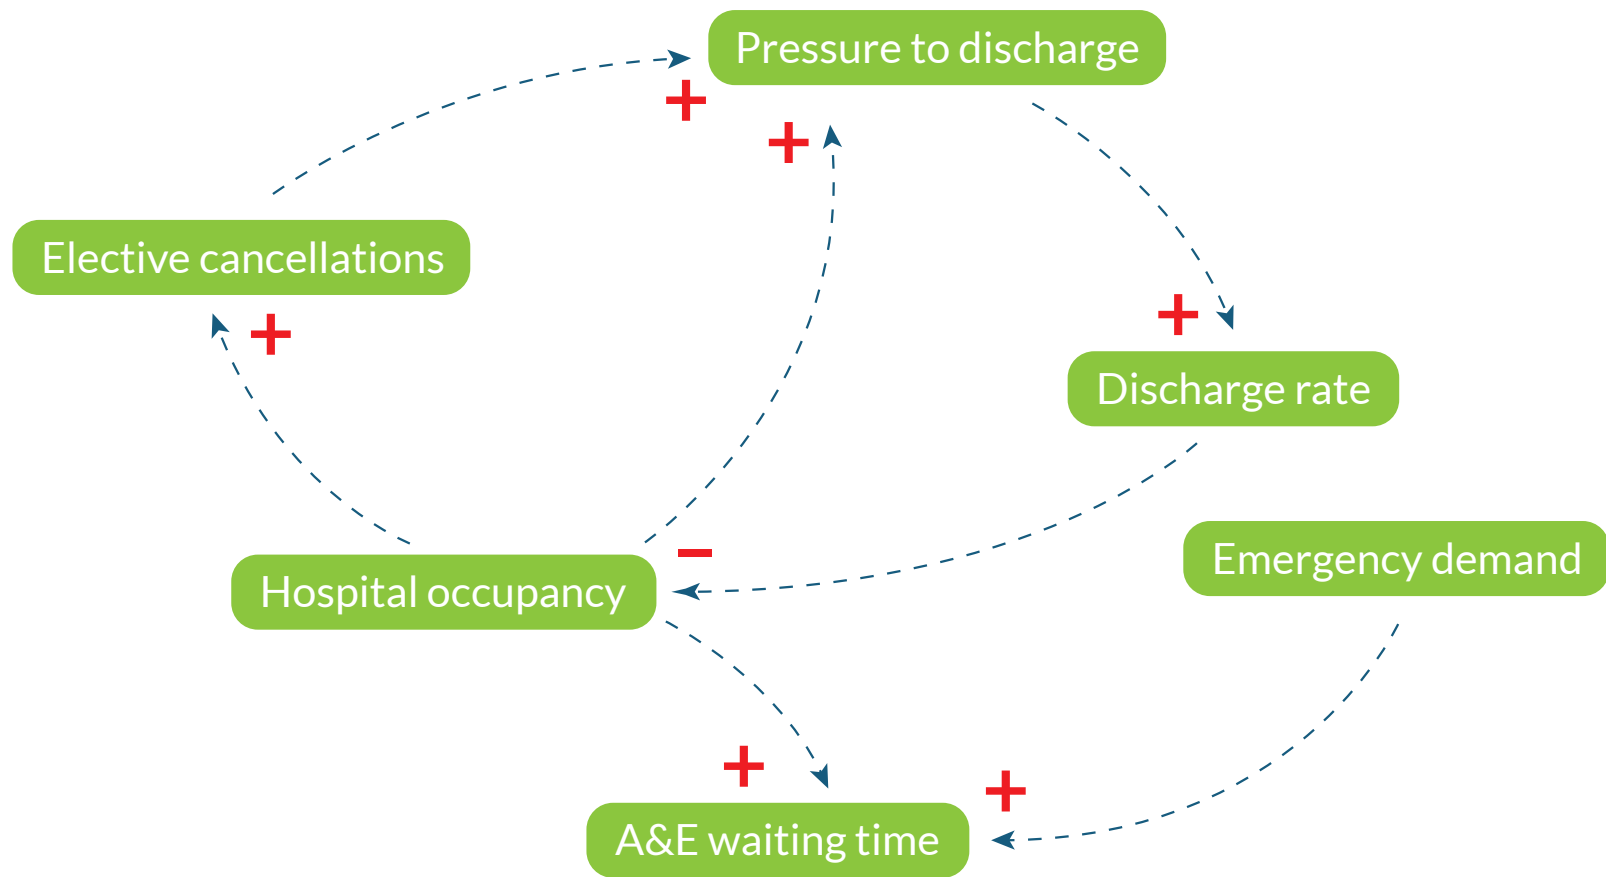 Pressure to discharge
+
+
Elective cancellations
+
+
Discharge rate
Emergency demand
−
Hospital occupancy
+
+
A&E waiting time